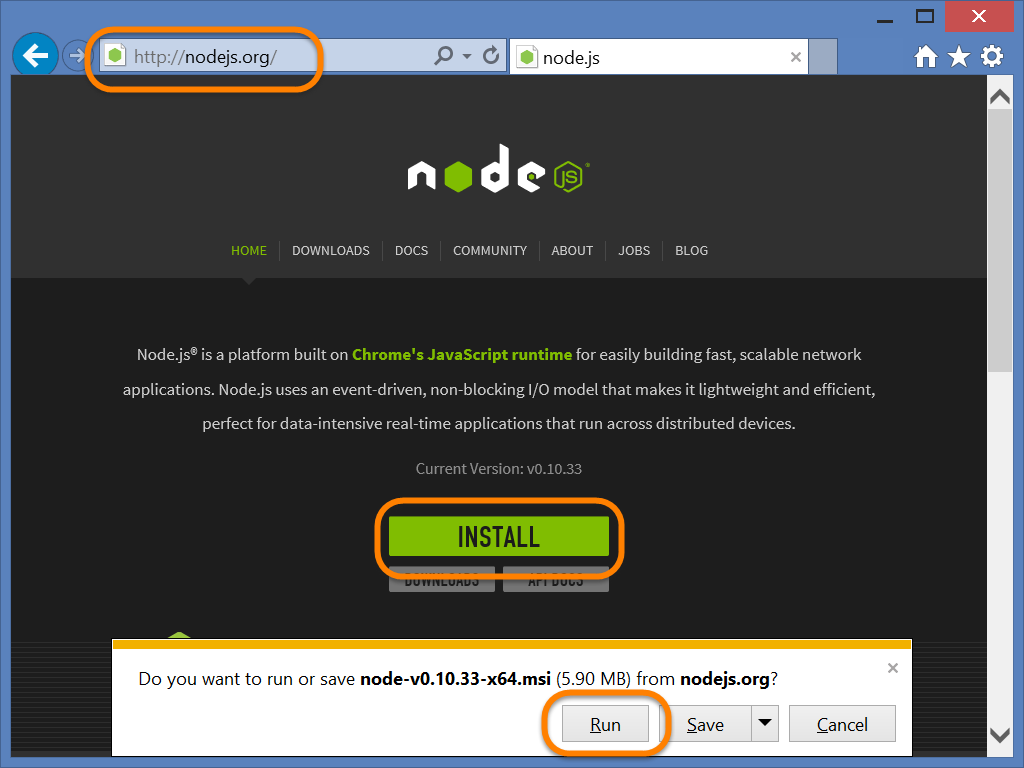 http://nodejs.org/
node.js
node JS
HOME DOWNLOADS DOCS COMMUNITY ABOUT JOBS BLOG
Node.js® is a platform built on Chrome's JavaScript runtime for easily building fast, scalable network
applications. Node.js uses an event-driven, non-blocking I/O model that makes it lightweight and efficient,
perfect for data-intensive real-time applications that run across distributed devices.
Current Version: v0.10.33
INSTALL
DOWNLOADS API DOCS
Do you want to run or save node-v0.10.33-x64.msi (5.90 MB) from nodejs.org?
Run Save Cancel